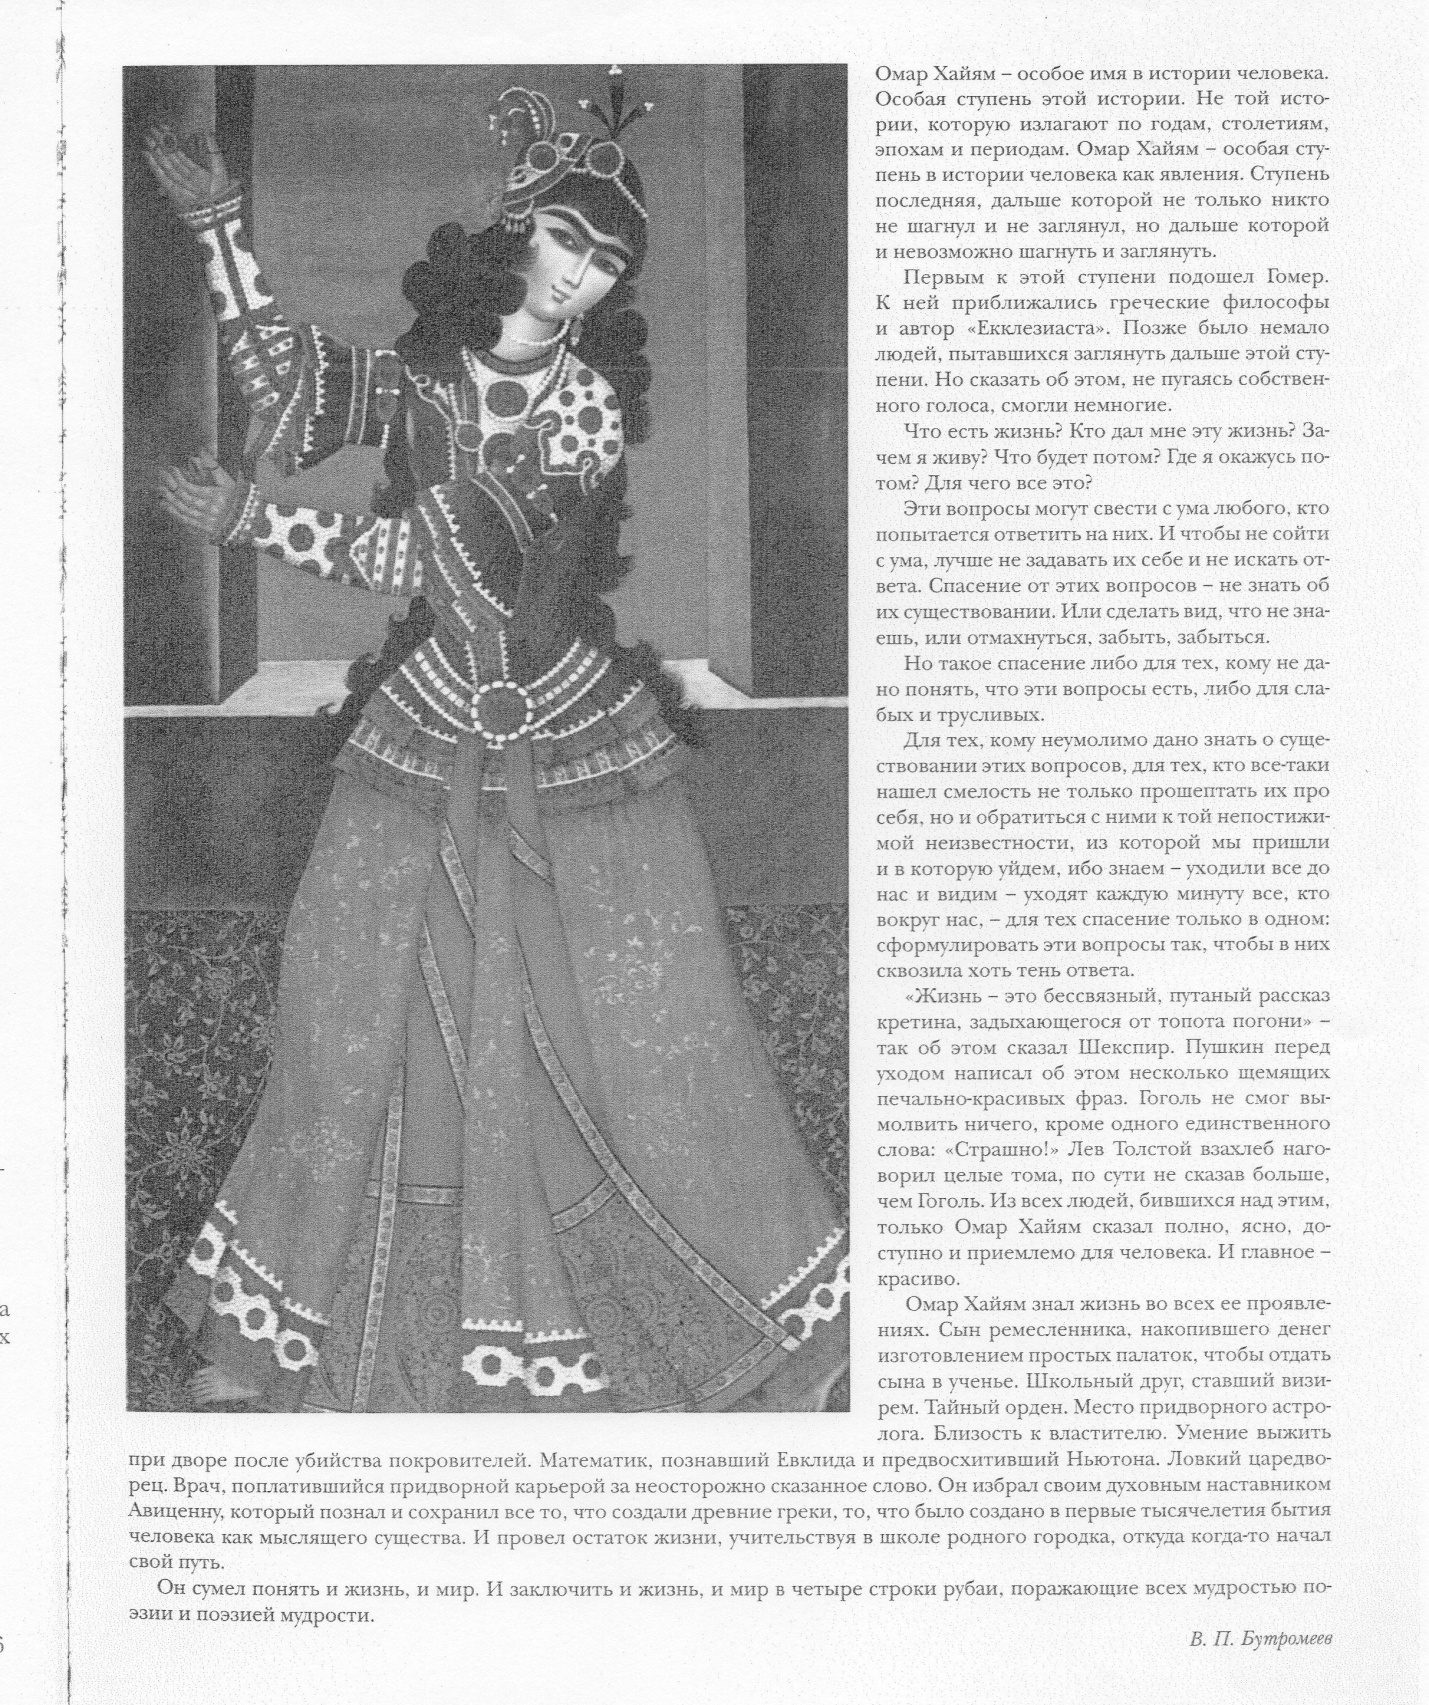 Омар Хайям – особое имя в истории человека.
Особая ступень этой истории. Не той исто-
рии, которую излагают по годам, столетиям,
эпохам и периодам. Омар Хайям – особая сту-
пень в истории человека как явления. Ступень
последняя, дальше которой не только никто
не шагнул и не заглянул, но дальше которой
и невозможно шагнуть и заглянуть.
Первым к этой ступени подошел Гомер.
К ней приближались греческие философы
и автор «Екклезиаста». Позже было немало
людей, пытавшихся заглянуть дальше этой сту-
пени. Но сказать об этом, не пугаясь собствен-
ного голоса, смогли немногие.
Что есть жизнь? Кто дал мне эту жизнь? За-
чем я живу? Что будет потом? Где я окажусь по-
том? Для чего все это?
Эти вопросы могут свести с ума любого, кто
попытается ответить на них. И чтобы не сойти
с ума, лучше не задавать их себе и не искать от-
вета. Спасение от этих вопросов – не знать об
их существовании. Или сделать вид, что не зна-
ешь, или отмахнуться, забыть, забыться.
Но такое спасение либо для тех, кому не да-
но понять, что эти вопросы есть, либо для сла-
бых и трусливых.
Для тех, кому неумолимо дано знать о суще-
ствовании этих вопросов, для тех, кто все-таки
нашел смелость не только прошептать их про
себя, но и обратиться с ними к той непостижи-
мой неизвестности, из которой мы пришли
и в которую уйдем, ибо знаем – уходили все до
нас и видим – уходят каждую минуту все, кто
вокруг нас, – для тех спасение только в одном:
сформулировать эти вопросы так, чтобы в них
сквозила хоть тень ответа.
«Жизнь – это бессвязный, путаный рассказ
кретина, задыхающегося от топота погони» –
так об этом сказал Шекспир. Пушкин перед
уходом написал об этом несколько щемящих
печально-красивых фраз. Гоголь не смог вы-
молвить ничего, кроме одного единственного
слова: «Страшно!» Лев Толстой взахлеб наго-
ворил целые тома, по сути не сказав больше,
чем Гоголь. Из всех людей, бившихся над этим,
только Омар Хайям сказал полно, ясно, до-
ступно и приемлемо для человека. И главное –
красиво.
Омар Хайям знал жизнь во всех ее проявле-
ниях. Сын ремесленника, накопившего денег
изготовлением простых палаток, чтобы отдать
сына в ученье. Школьный друг, ставший визи-
рем. Тайный орден. Место придворного астро-
лога. Близость к властителю. Умение выжить
при дворе после убийства покровителей. Математик, познавший Евклида и предвосхитивший Ньютона. Ловкий царедво-
рец. Врач, поплатившийся придворной карьерой за неосторожно сказанное слово. Он избрал своим духовным наставником
Авиценну, который познал и сохранил все то, что создали древние греки, то, что было создано в первые тысячелетия бытия
человека как мыслящего существа. И провел остаток жизни, учительствуя в школе родного городка, откуда когда-то начал
свой путь.
Он сумел понять и жизнь, и мир. И заключить и жизнь, и мир в четыре строки рубаи, поражающие всех мудростью по-
эзии и поэзией мудрости.
В. П. Бутромеев
-
а
х